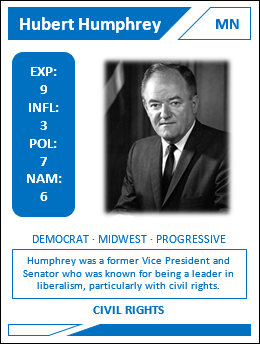 Hubert Humphrey
MN
EXP:
9
INFL:
3
POL:
7
NAM:
6
DEMOCRAT · MIDWEST · PROGRESSIVE
Humphrey was a former Vice President and
Senator who was known for being a leader in
liberalism, particularly with civil rights.
CIVIL RIGHTS